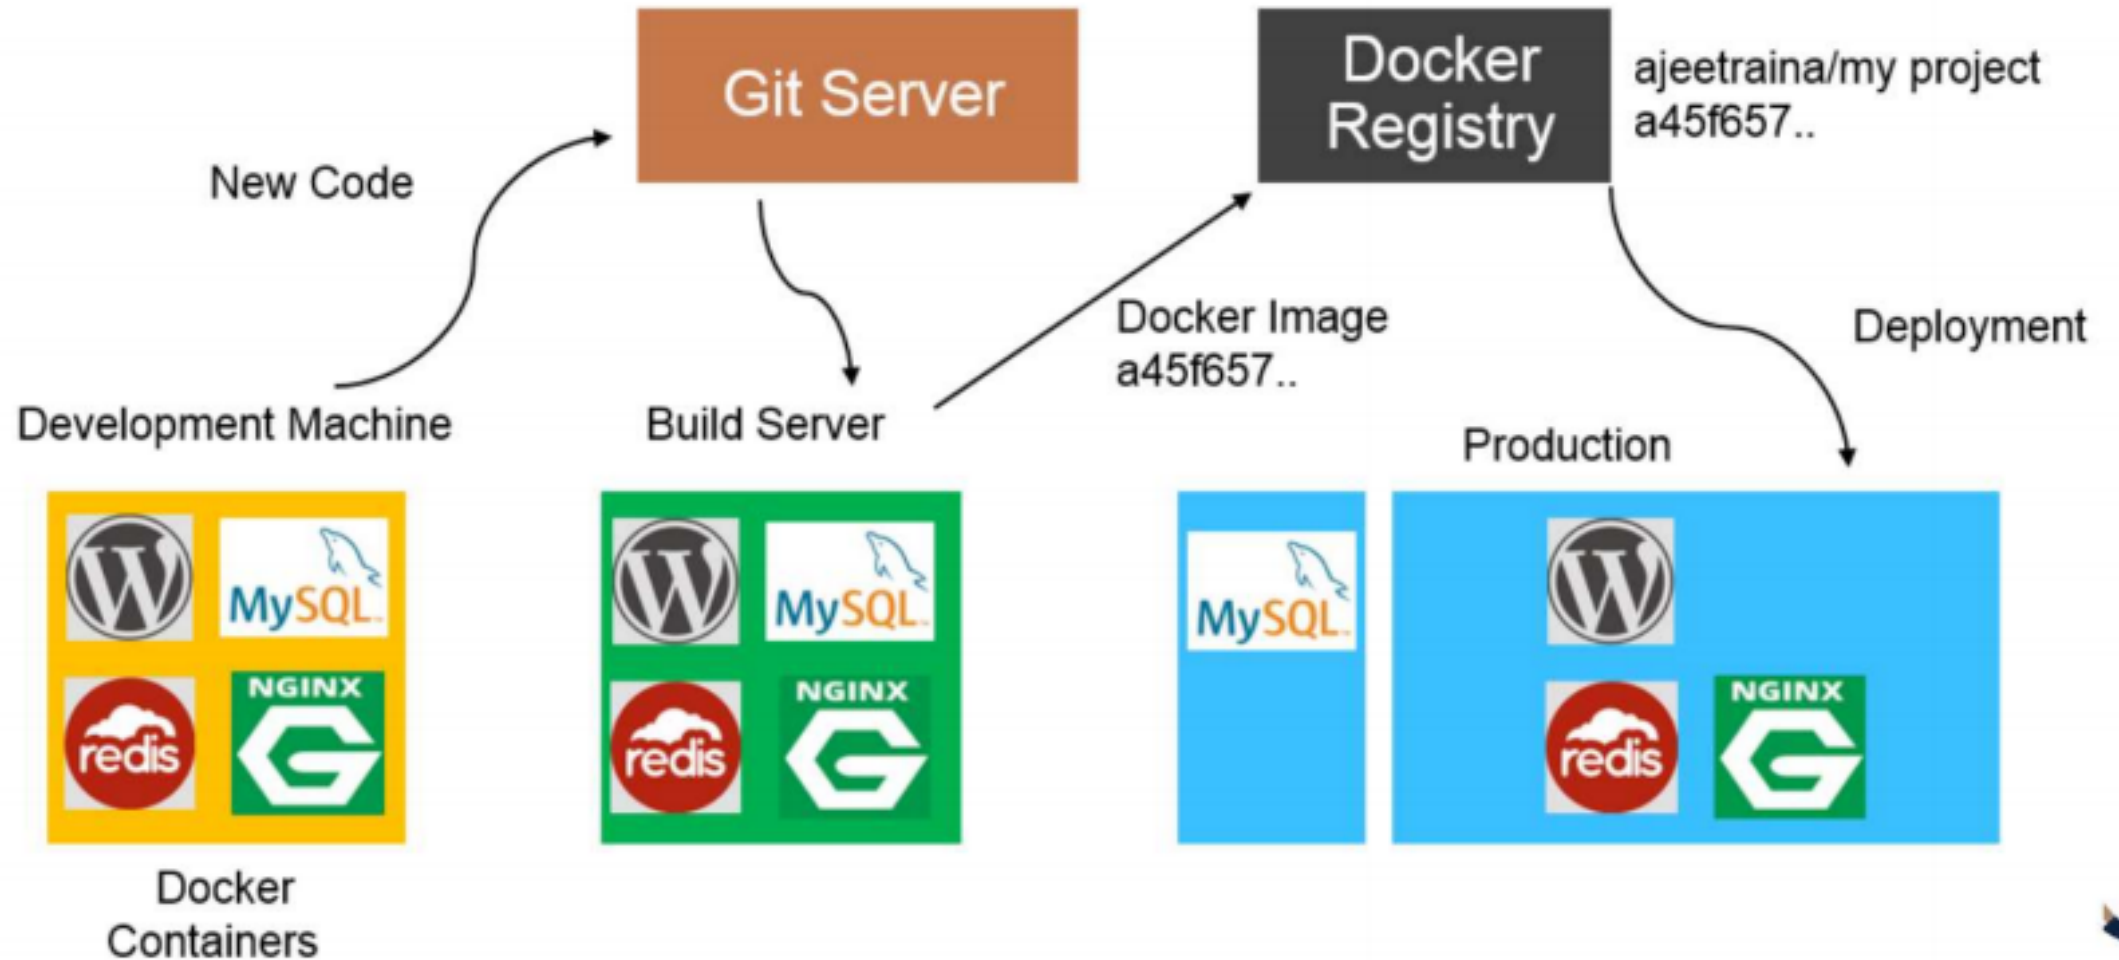 Git Server
Docker
Registry
ajeetraina/my project
a45f657..
New Code
Docker Image
a45f657..
Deployment
Development Machine
Build Server
Production
W
MySQL
redis
NGINX
G
W
MySQL
redis
NGINX
G
MySQL
W
redis
NGINX
G
Docker
Containers